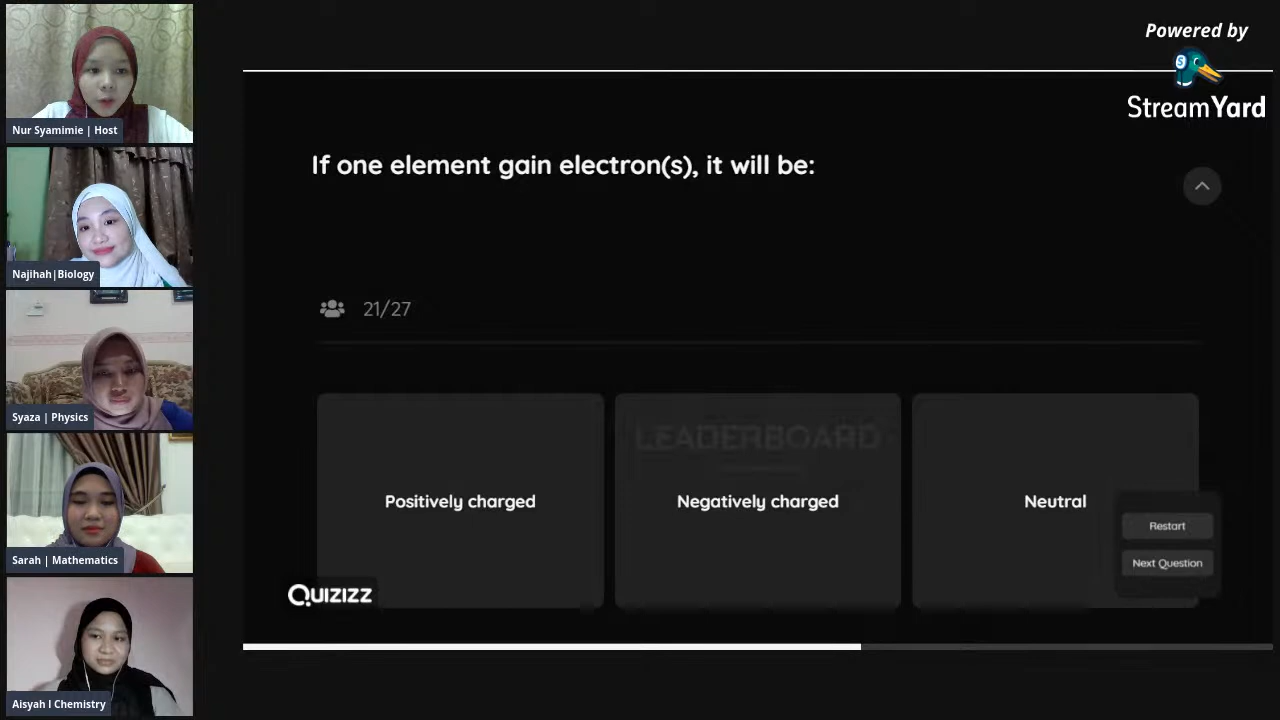 Powered by
StreamYard
Nur Syamimie | Host
Najihah|Biology
Syaza | Physics
Sarah | Mathematics
Aisyah l Chemistry
If one element gain electron(s), it will be:
21/27
LEADERBOARD
Positively charged
Negatively charged
Neutral
Restart
Next Question
Quizizz